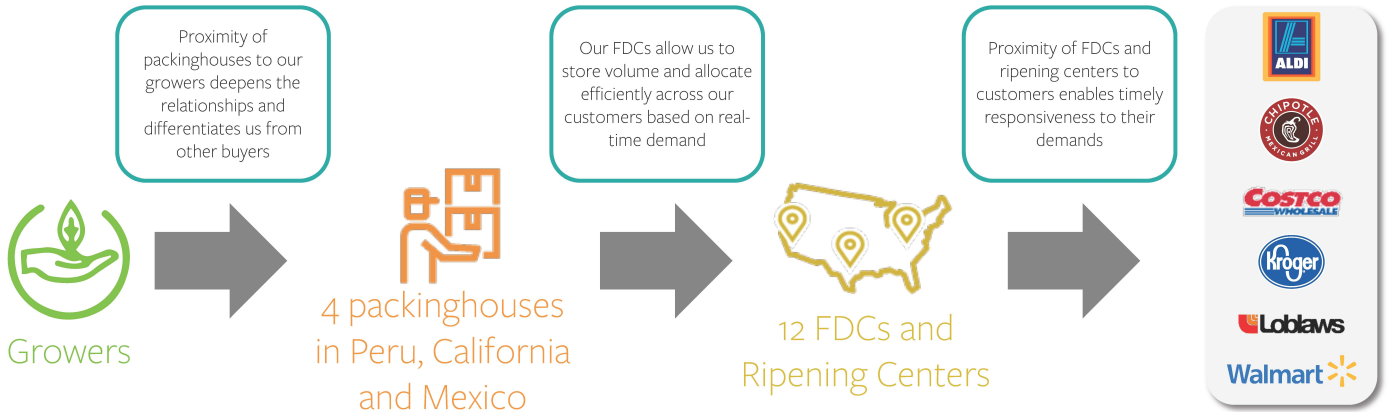 Proximity of
packinghouses to our
growers deepens the
relationships and
differentiates us from
other buyers
Our FDCs allow us to
store volume and allocate
efficiently across our
customers based on real-
time demand
Proximity of FDCs and
ripening centers to
customers enables timely
responsiveness to their
demands
Growers
4 packinghouses
in Peru, California
and Mexico
12 FDCs and
Ripening Centers
ALDI
CHIPOTLE
MEXICAN GRILL
COSTCO
WHOLESALE
Kroger
Loblaws
Walmart